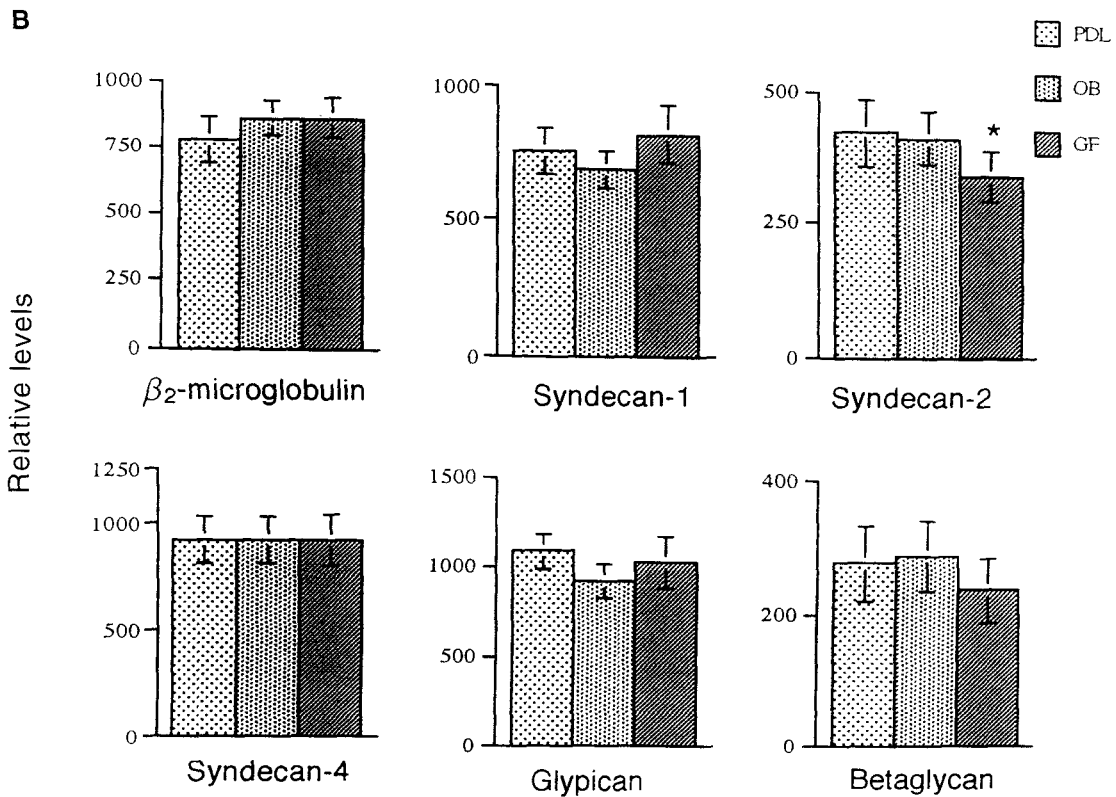 B
PDL
OB
GF
Relative levels
1000
750
500
250
0
β2-microglobulin
1000
500
0
Syndecan-1
500
250
0
*
Syndecan-2
1250
1000
500
0
Syndecan-4
1500
1000
500
0
Glypican
400
200
0
Betaglycan